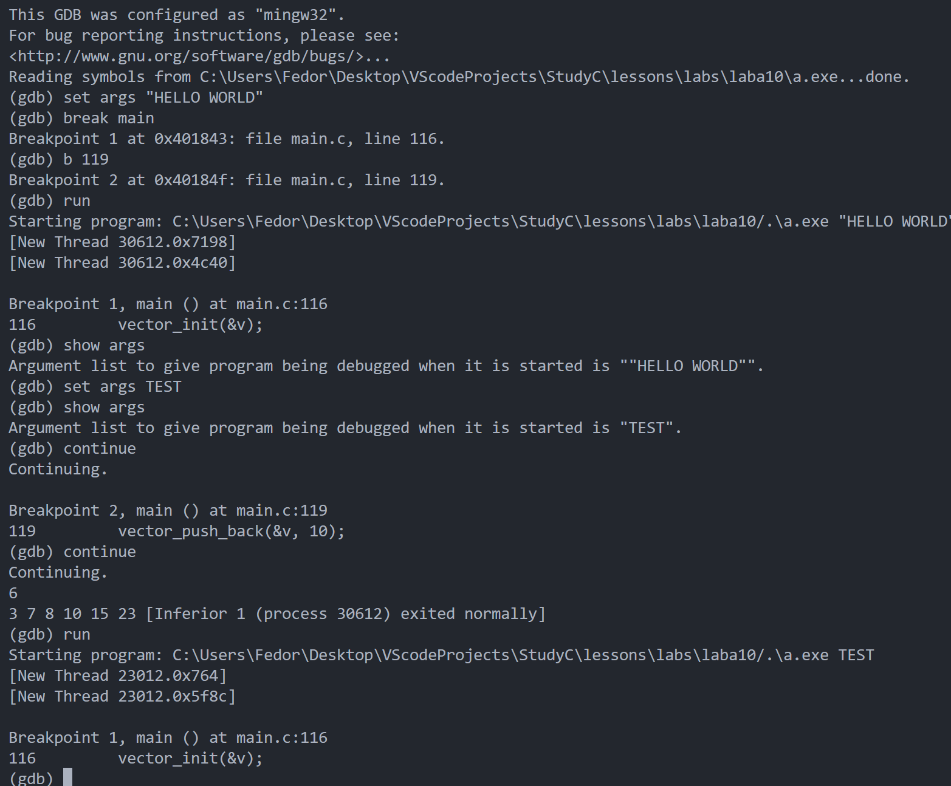 This GDB was configured as "mingw32".
For bug reporting instructions, please see:
<http://www.gnu.org/software/gdb/bugs/>...
Reading symbols from C:\Users\Fedor\Desktop\VScodeProjects\StudyC\lessons\labs\laba10\a.exe...done.
(gdb) set args "HELLO WORLD"
(gdb) break main
Breakpoint 1 at 0x401843: file main.c, line 116.
(gdb) b 119
Breakpoint 2 at 0x40184f: file main.c, line 119.
(gdb) run
Starting program: C:\Users\Fedor\Desktop\VScodeProjects\StudyC\lessons\labs\laba10/.\a.exe "HELLO WORLD"
[New Thread 30612.0x7198]
[New Thread 30612.0x4c40]

Breakpoint 1, main () at main.c:116
116         vector_init(&v);
(gdb) show args
Argument list to give program being debugged when it is started is ""HELLO WORLD"".
(gdb) set args TEST
(gdb) show args
Argument list to give program being debugged when it is started is "TEST".
(gdb) continue
Continuing.

Breakpoint 2, main () at main.c:119
119         vector_push_back(&v, 10);
(gdb) continue
Continuing.
6
3 7 8 10 15 23 [Inferior 1 (process 30612) exited normally]
(gdb) run
Starting program: C:\Users\Fedor\Desktop\VScodeProjects\StudyC\lessons\labs\laba10/.\a.exe TEST
[New Thread 23012.0x764]
[New Thread 23012.0x5f8c]

Breakpoint 1, main () at main.c:116
116         vector_init(&v);
(gdb)